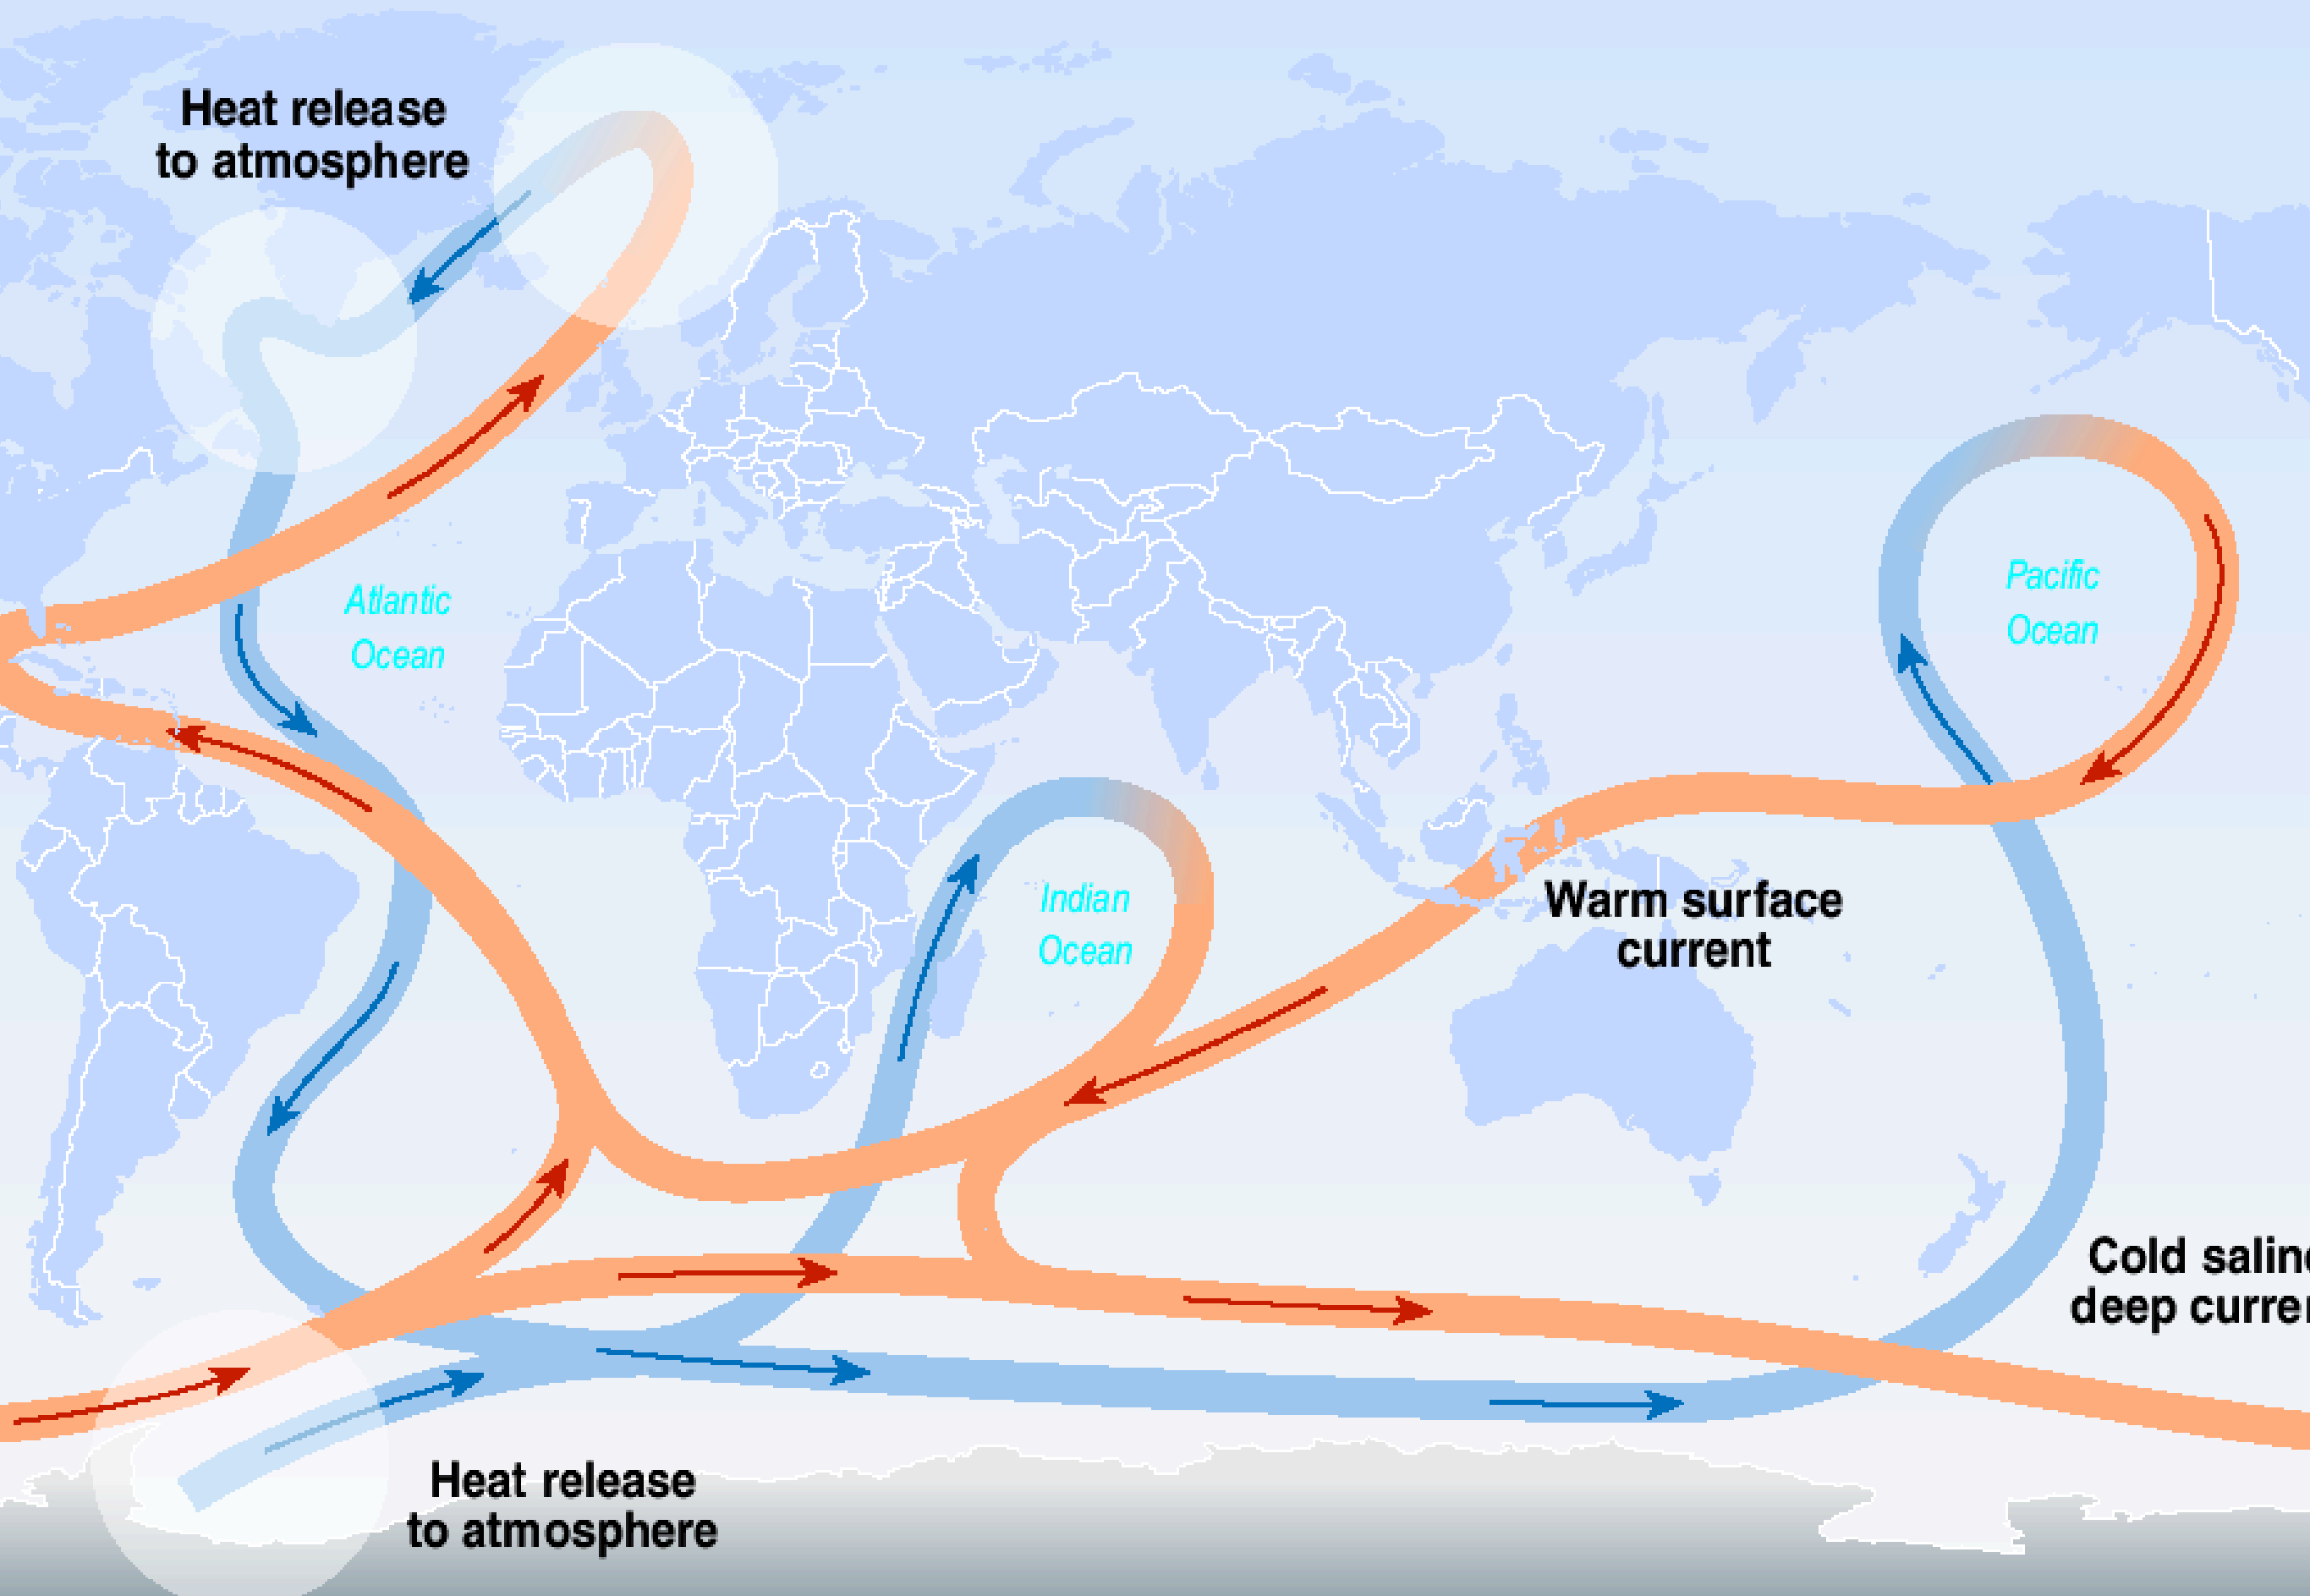 Heat release
to atmosphere
Atlantic
Ocean
Pacific
Ocean
Indian
Ocean
Warm surface
current
Cold salin
deep curre
Heat release
to atmosphere